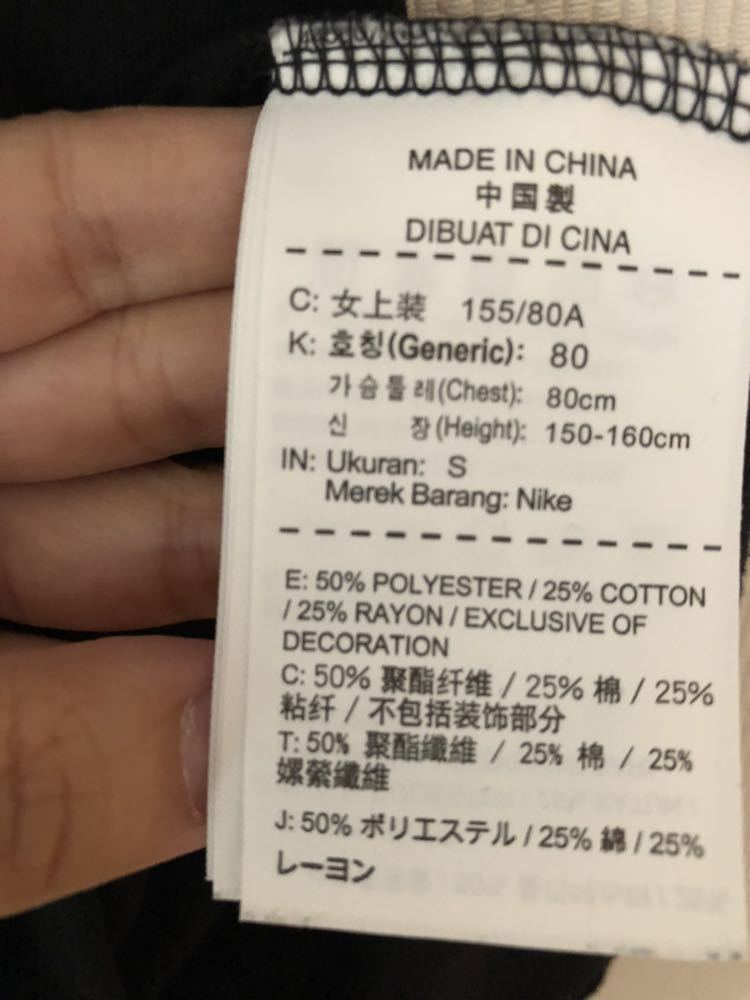 MADE IN CHINA
中国製
DIBUAT DI CINA
C: 女上装 155/80A
K: 호칭(Generic): 80
가슴둘레(Chest): 80cm
신 장(Height): 150-160cm
IN: Ukuran: S
Merek Barang: Nike
E: 50% POLYESTER / 25% COTTON
/ 25% RAYON / EXCLUSIVE OF
DECORATION
C: 50% 聚酯纤维 / 25% 棉 / 25%
粘纤 / 不包括装饰部分
T: 50% 聚酯纖維 / 25% 棉 / 25%
嫘縈纖維
J: 50% ポリエステル / 25% 綿 / 25%
レーヨン